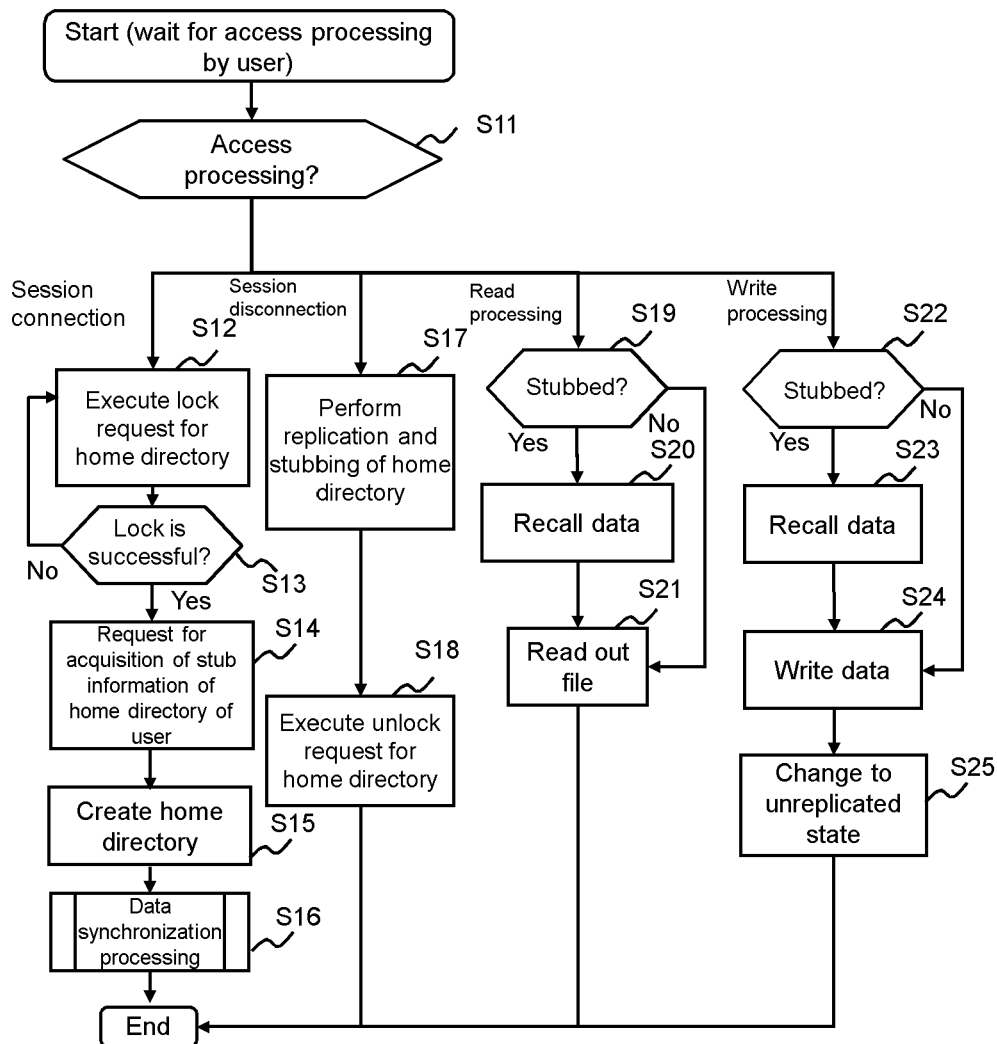 Start (wait for access processing
by user)
S11
Access
processing?
Session
connection
Session
disconnection
Read
processing
Write
processing
S12
Execute lock
request for
home directory
Lock is
successful?
No
S13
Yes
Request for
acquisition of stub
information of
home directory of
user
S14
Create home
directory
S15
Data
synchronization
processing
S16
End
S17
Perform
replication and
stubbing of home
directory
S18
Execute unlock
request for
home directory
S19
Stubbed?
No
Yes
S20
Recall data
S21
Read out
file
S22
Stubbed?
No
Yes
S23
Recall data
S24
Write data
S25
Change to
unreplicated
state